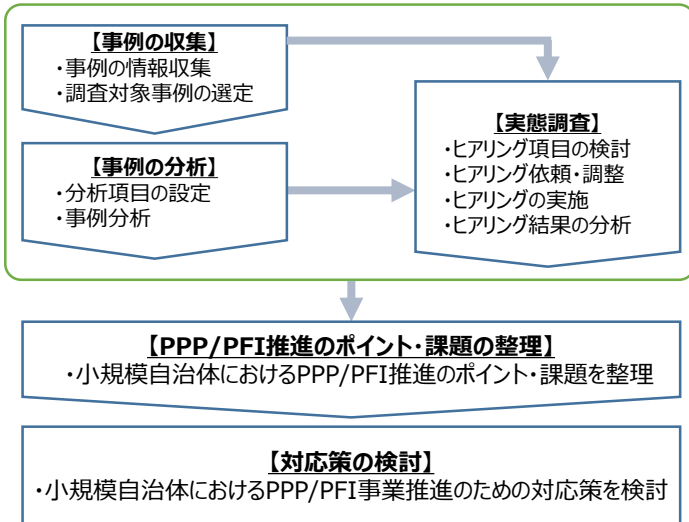 【事例の収集】
・事例の情報収集
・調査対象事例の選定
【事例の分析】
・分析項目の設定
・事例分析
【実態調査】
・ヒアリング項目の検討
・ヒアリング依頼・調整
・ヒアリングの実施
・ヒアリング結果の分析
【PPP/PFI推進のポイント・課題の整理】
・小規模自治体におけるPPP/PFI推進のポイント・課題を整理
【対応策の検討】
・小規模自治体におけるPPP/PFI事業推進のための対応策を検討